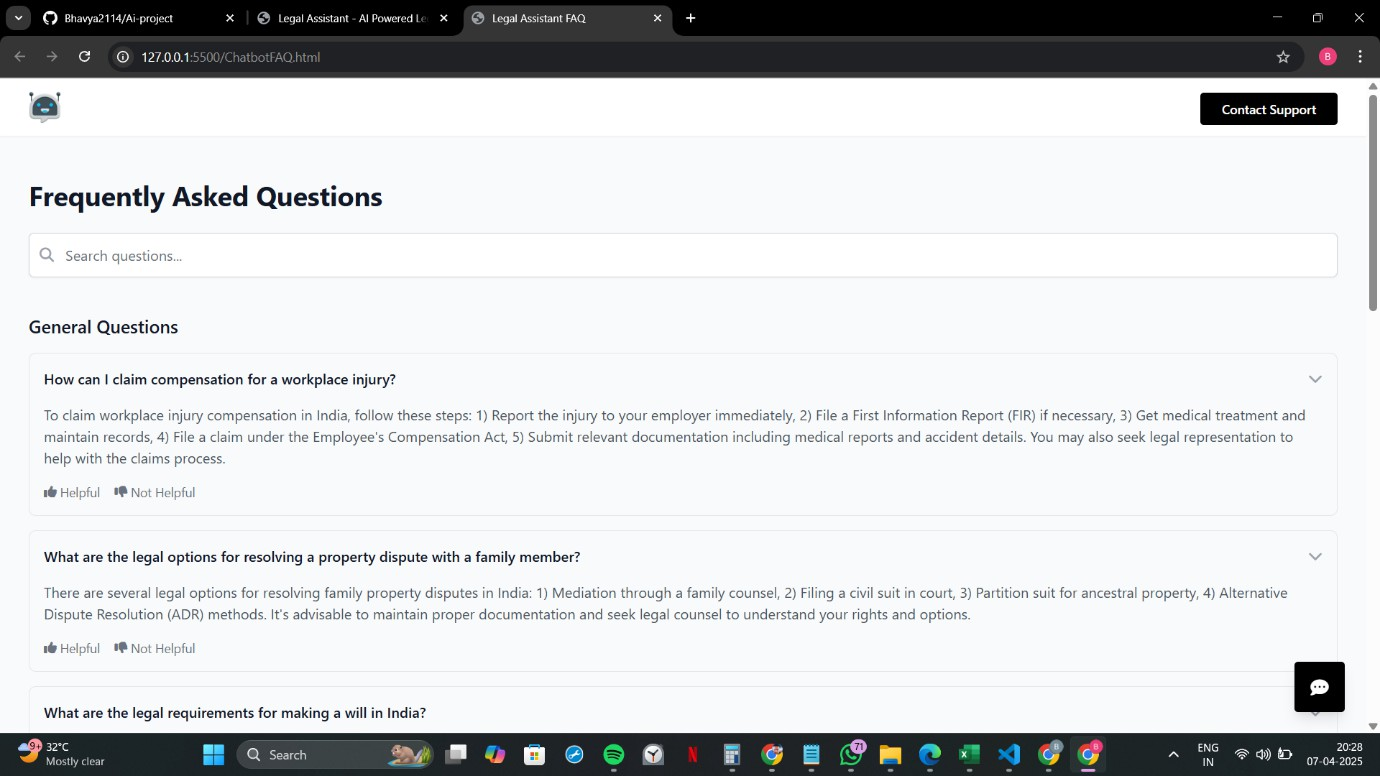 Bhavya2114/Ai-project
Legal Assistant - AI Powered Le
Legal Assistant FAQ
127.0.0.1:5500/ChatbotFAQ.html
B
Contact Support
Frequently Asked Questions
Search questions...
General Questions
How can I claim compensation for a workplace injury?
To claim workplace injury compensation in India, follow these steps: 1) Report the injury to your employer immediately, 2) File a First Information Report (FIR) if necessary, 3) Get medical treatment and
maintain records, 4) File a claim under the Employee's Compensation Act, 5) Submit relevant documentation including medical reports and accident details. You may also seek legal representation to
help with the claims process.
Helpful Not Helpful
What are the legal options for resolving a property dispute with a family member?
There are several legal options for resolving family property disputes in India: 1) Mediation through a family counsel, 2) Filing a civil suit in court, 3) Partition suit for ancestral property, 4) Alternative
Dispute Resolution (ADR) methods. It's advisable to maintain proper documentation and seek legal counsel to understand your rights and options.
Helpful Not Helpful
What are the legal requirements for making a will in India?
9+
32°C
Mostly clear
Search
N
71
B
B
ENG
IN
20:28
07-04-2025